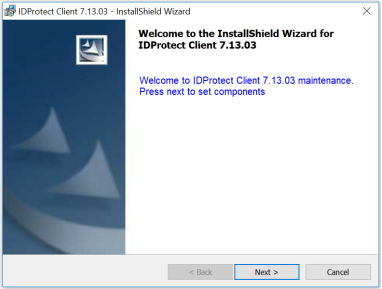 IDProtect Client 7.13.03 - InstallShield Wizard
Welcome to the InstallShield Wizard for
IDProtect Client 7.13.03
Welcome to IDProtect Client 7.13.03 maintenance.
Press next to set components
< Back
Next >
Cancel